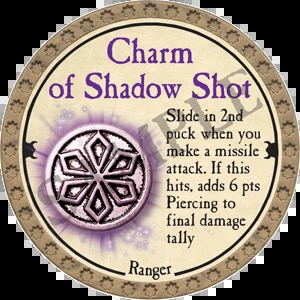 Charm
of Shadow Shot
Slide in 2nd
puck when you
make a missile
attack. If this
hits, adds 6 pts
Piercing to
final damage
tally
Ranger
SAMPLE